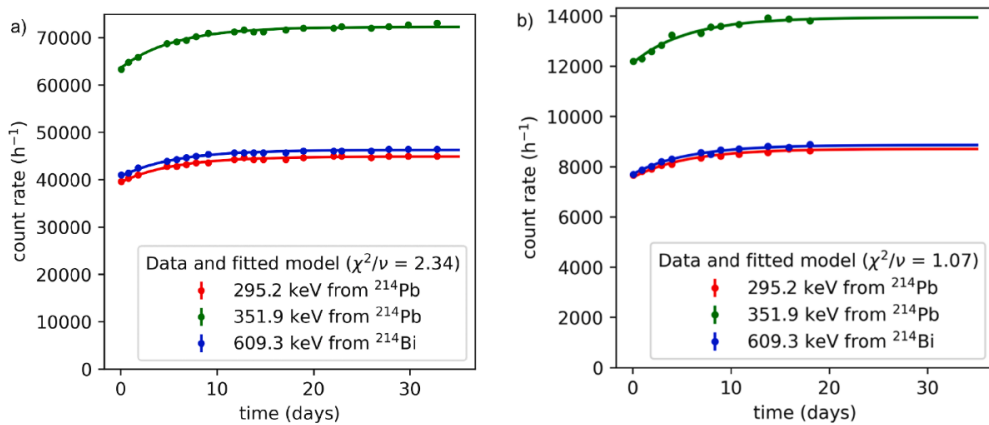 a)
count rate (h⁻¹)
70000
60000
50000
40000
30000
20000
10000
0
Data and fitted model (χ²/ν = 2.34)
295.2 keV from ²¹⁴Pb
351.9 keV from ²¹⁴Pb
609.3 keV from ²¹⁴Bi
0 10 20 30
time (days)
b)
count rate (h⁻¹)
14000
12000
10000
8000
6000
4000
2000
0
Data and fitted model (χ²/ν = 1.07)
295.2 keV from ²¹⁴Pb
351.9 keV from ²¹⁴Pb
609.3 keV from ²¹⁴Bi
0 10 20 30
time (days)